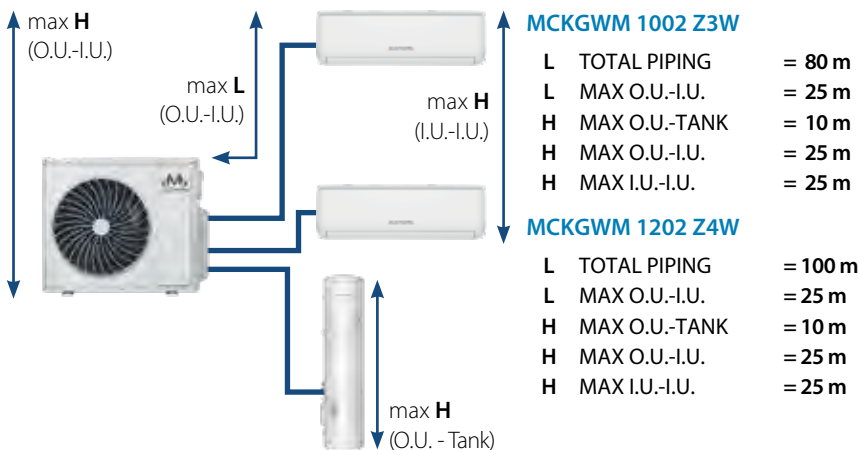 max H
(O.U.-I.U.)
max L
(O.U.-I.U.)
max H
(I.U.-I.U.)
M
max H
(O.U. - Tank)
MCKGWM 1002 Z3W
L TOTAL PIPING = 80 m
L MAX O.U.-I.U. = 25 m
H MAX O.U.-TANK = 10 m
H MAX O.U.-I.U. = 25 m
H MAX I.U.-I.U. = 25 m
MCKGWM 1202 Z4W
L TOTAL PIPING = 100 m
L MAX O.U.-I.U. = 25 m
H MAX O.U.-TANK = 10 m
H MAX O.U.-I.U. = 25 m
H MAX I.U.-I.U. = 25 m